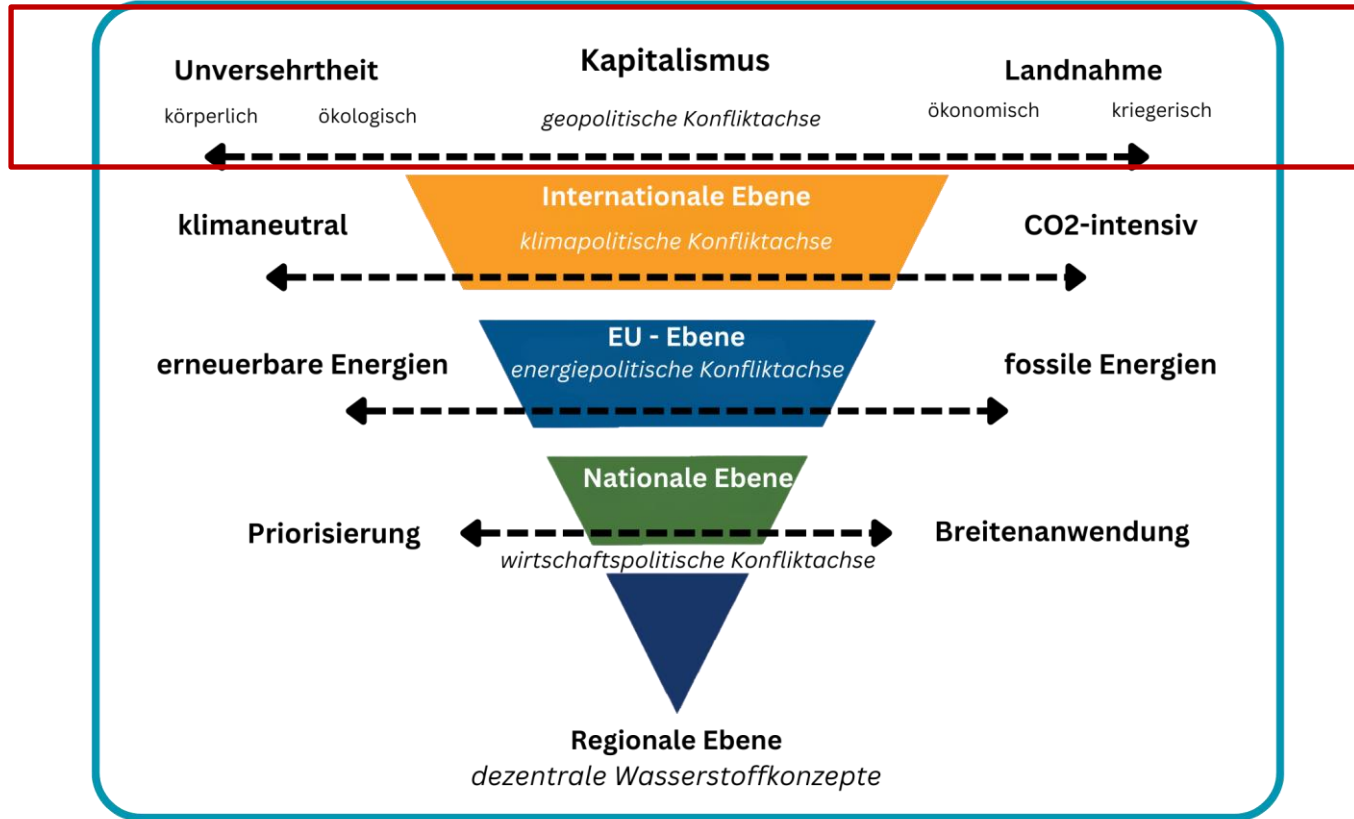 Kapitalismus
Unversehrtheit
Landnahme
körperlich ökologisch
geopolitische Konfliktachse
ökonomisch kriegerisch
Internationale Ebene
klimaneutral
klimapolitische Konfliktachse
CO2-intensiv
EU - Ebene
erneuerbare Energien
energiepolitische Konfliktachse
fossile Energien
Nationale Ebene
Priorisierung
Breitenanwendung
wirtschaftspolitische Konfliktachse
Regionale Ebene
dezentrale Wasserstoffkonzepte